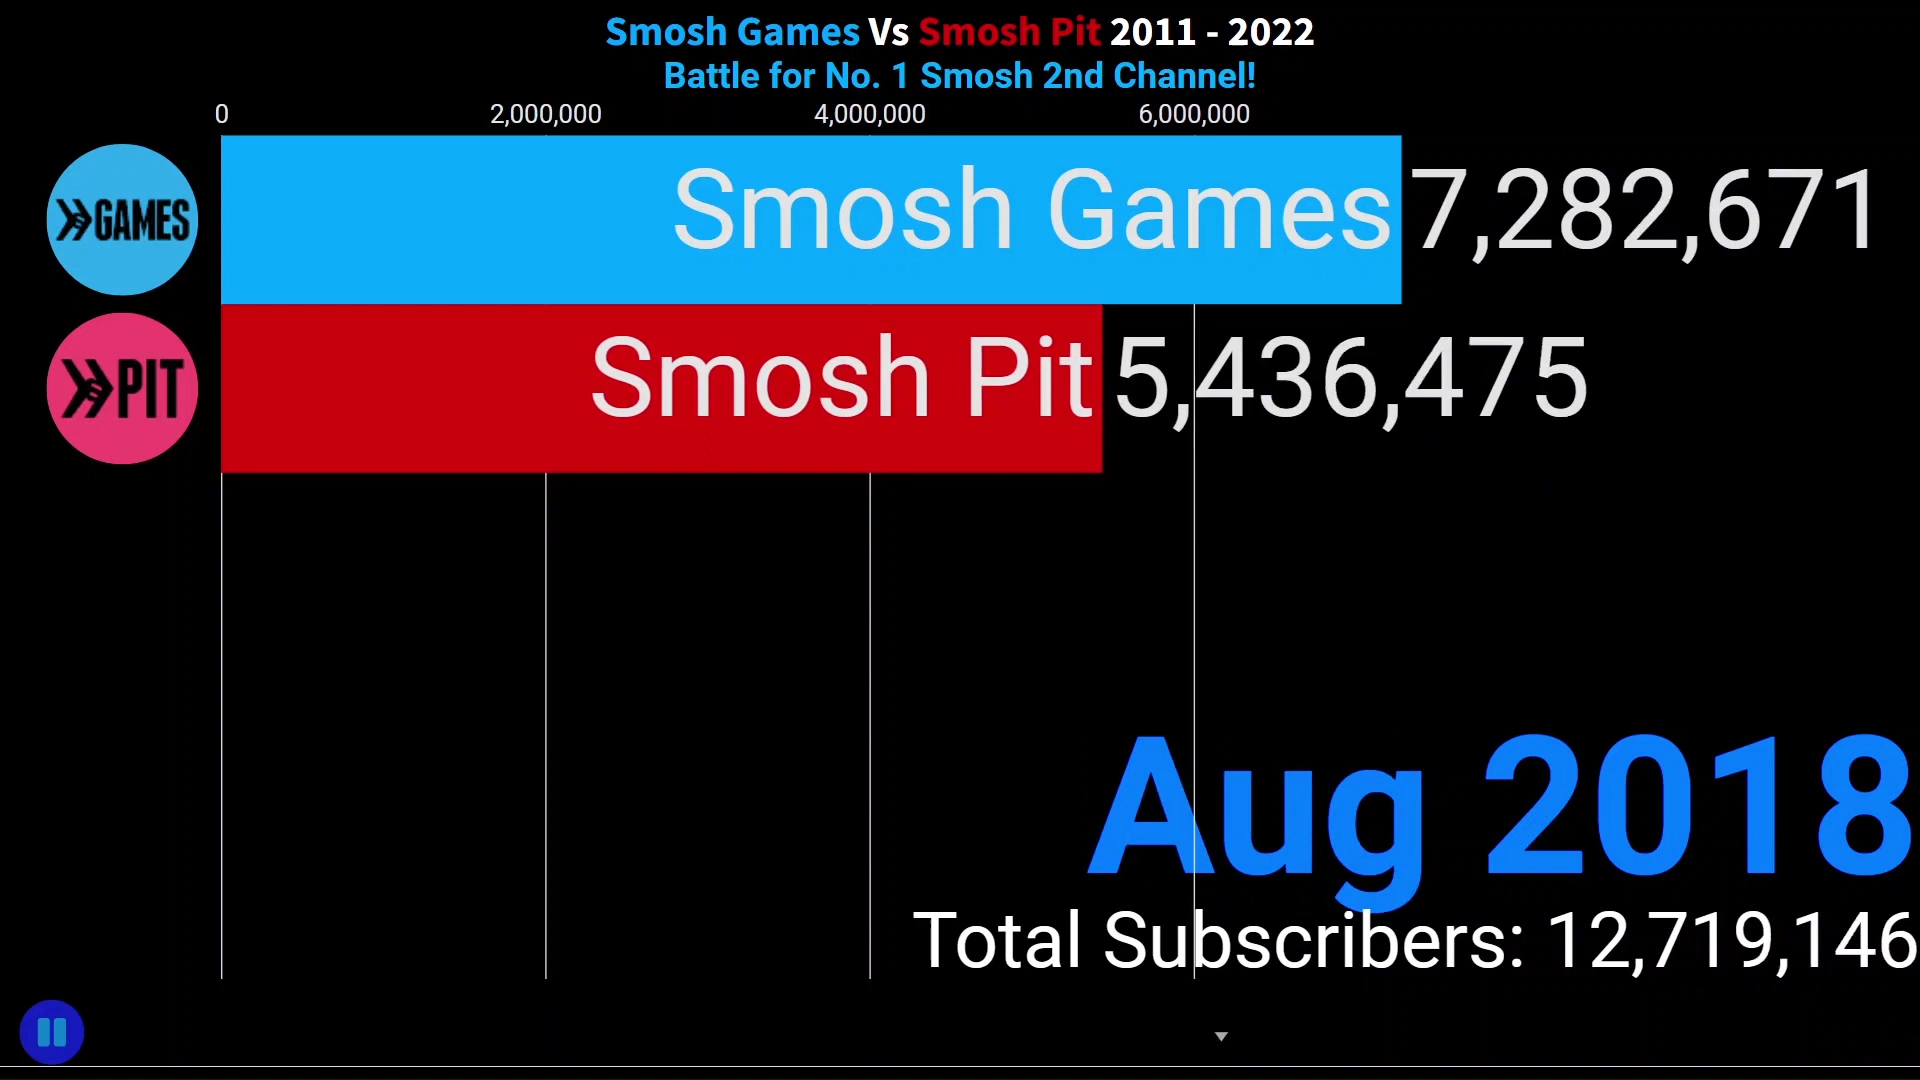 Smosh Games Vs Smosh Pit 2011 - 2022
Battle for No. 1 Smosh 2nd Channel!
0 2,000,000 4,000,000 6,000,000
GAMES Smosh Games 7,282,671
PIT Smosh Pit 5,436,475
Aug 2018
Total Subscribers: 12,719,146